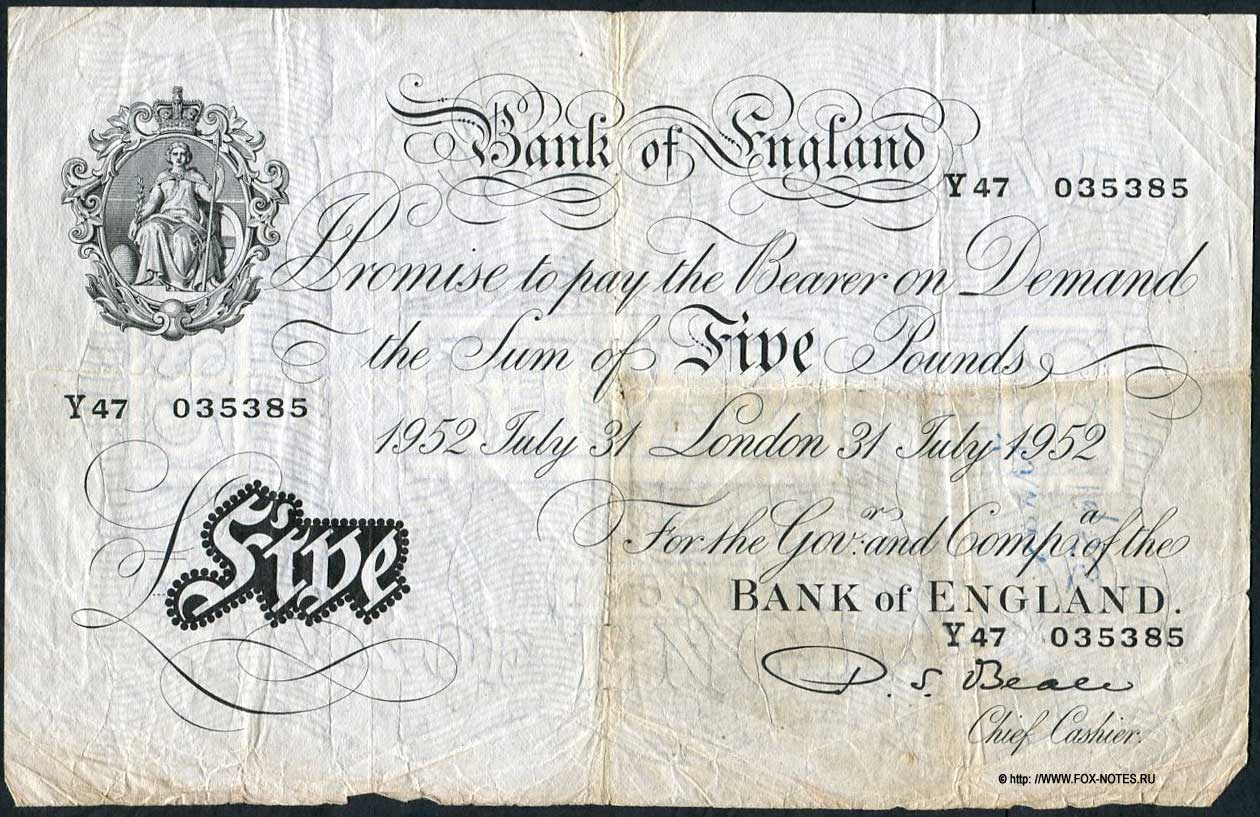 Bank of England
Y47 035385
I Promise to pay the Bearer on Demand
the Sum of Five Pounds
Y47 035385
1952 July 31 London 31 July 1952
For the Govr. and Compa. of the
Five
BANK of ENGLAND.
Y47 035385
P. S. Beale
Chief Cashier.
© http: //WWW.FOX-NOTES.RU